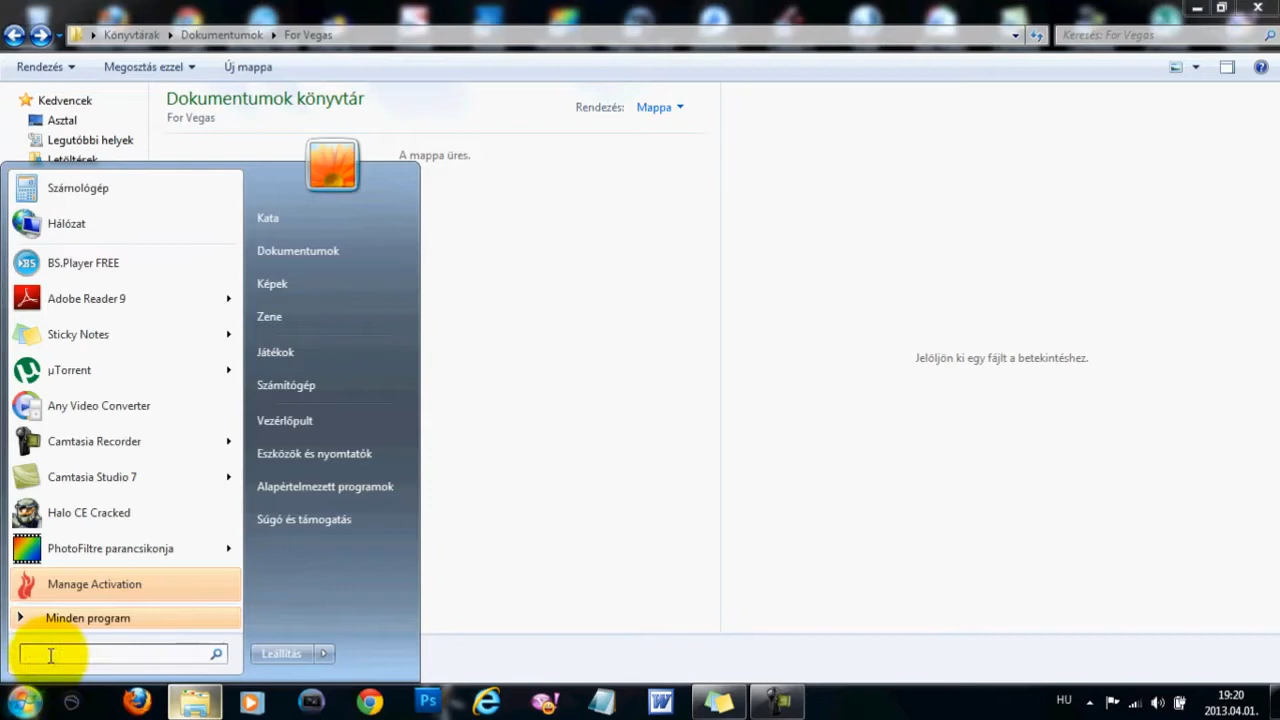 Könyvtárak ▸ Dokumentumok ▸ For Vegas
Keresés: For Vegas
Rendezés
Megosztás ezzel
Új mappa
Kedvencek
Asztal
Legutóbbi helyek
Letöltések
Dokumentumok könyvtár
For Vegas
Rendezés: Mappa
A mappa üres.
Jelöljön ki egy fájlt a betekintéshez.
Számológép
Hálózat
BS.Player FREE
Adobe Reader 9
Sticky Notes
µTorrent
Any Video Converter
Camtasia Recorder
Camtasia Studio 7
Halo CE Cracked
PhotoFiltre parancsikonja
Manage Activation
Minden program
Kata
Dokumentumok
Képek
Zene
Játékok
Számítógép
Vezérlőpult
Eszközök és nyomtatók
Alapértelmezett programok
Súgó és támogatás
Leállítás
Ps
HU
19:20
2013.04.01.